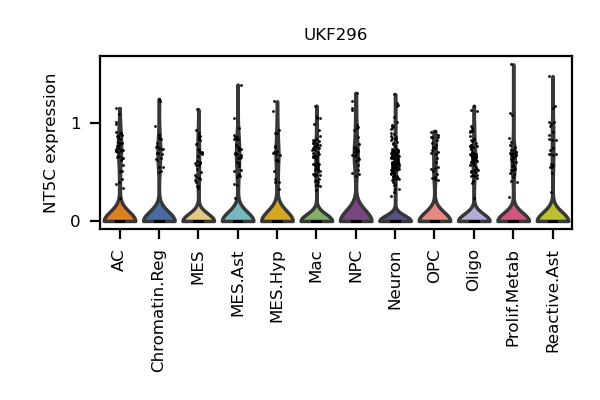 UKF296
NT5C expression
1
0
AC
Chromatin.Reg
MES
MES.Ast
MES.Hyp
Mac
NPC
Neuron
OPC
Oligo
Prolif.Metab
Reactive.Ast